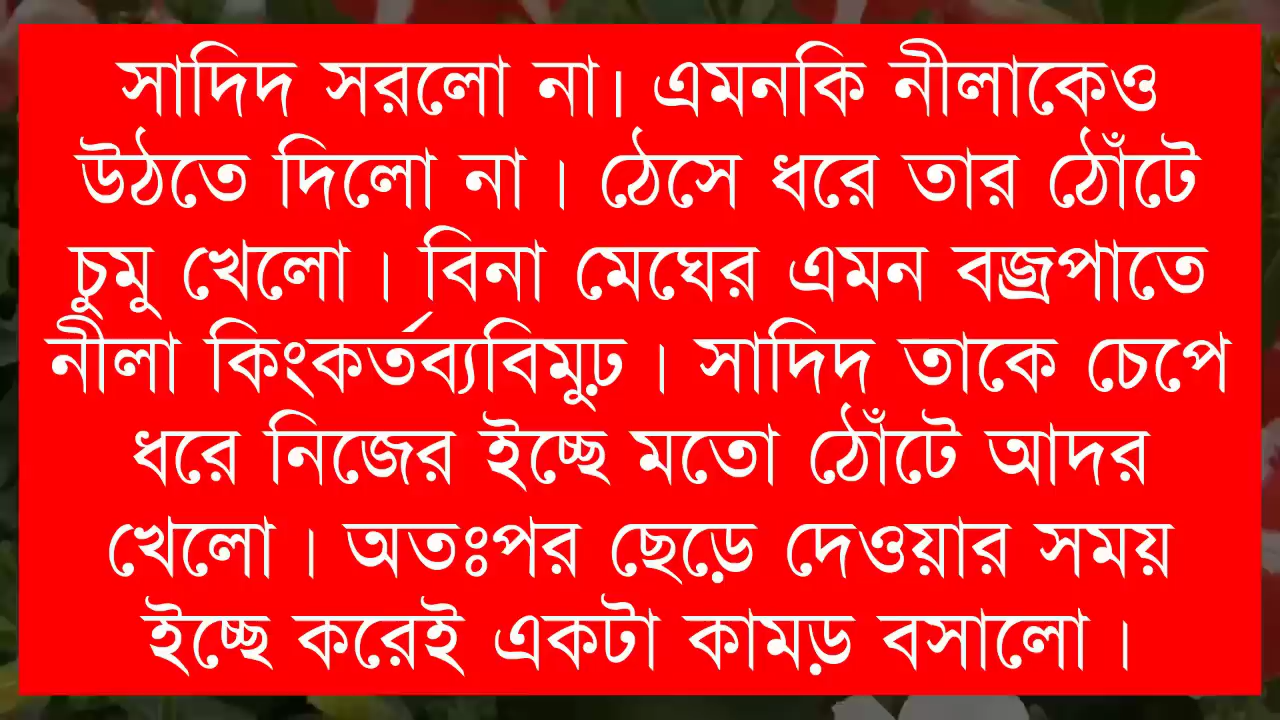 সাদিদ সরলো না। এমনকি নীলাকেও
উঠতে দিলো না । ঠেসে ধরে তার ঠোঁটে
চুমু খেলো । বিনা মেঘের এমন বজ্রপাতে
নীলা কিংকর্তব্যবিমুঢ় । সাদিদ তাকে চেপে
ধরে নিজের ইচ্ছে মতো ঠোঁটে আদর
খেলো । অতঃপর ছেড়ে দেওয়ার সময়
ইচ্ছে করেই একটা কামড় বসালো ।